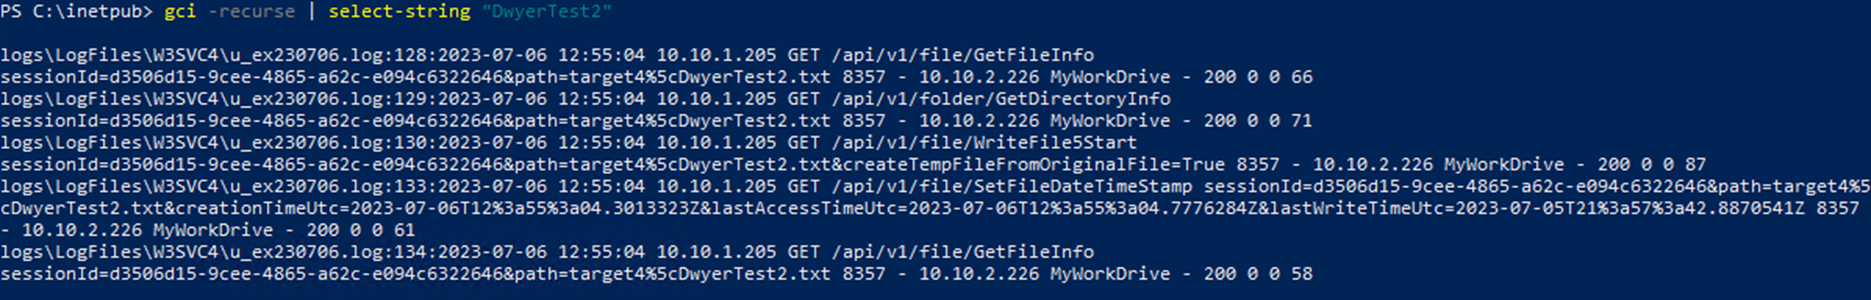 PS C:\inetpub> gci -recurse | select-string "DwyerTest2"
logs\LogFiles\W3SVC4\u_ex230706.log:128:2023-07-06 12:55:04 10.10.1.205 GET /api/v1/file/GetFileInfo
sessionId=d3506d15-9cee-4865-a62c-e094c6322646&path=target4%5cDwyerTest2.txt 8357 - 10.10.2.226 MyWorkDrive - 200 0 0 66
logs\LogFiles\W3SVC4\u_ex230706.log:129:2023-07-06 12:55:04 10.10.1.205 GET /api/v1/folder/GetDirectoryInfo
sessionId=d3506d15-9cee-4865-a62c-e094c6322646&path=target4%5cDwyerTest2.txt 8357 - 10.10.2.226 MyWorkDrive - 200 0 0 71
logs\LogFiles\W3SVC4\u_ex230706.log:130:2023-07-06 12:55:04 10.10.1.205 GET /api/v1/file/WriteFile5Start
sessionId=d3506d15-9cee-4865-a62c-e094c6322646&path=target4%5cDwyerTest2.txt&createTempFileFromOriginalFile=True 8357 - 10.10.2.226 MyWorkDrive - 200 0 0 87
logs\LogFiles\W3SVC4\u_ex230706.log:133:2023-07-06 12:55:04 10.10.1.205 GET /api/v1/file/SetFileDateTimeStamp sessionId=d3506d15-9cee-4865-a62c-e094c6322646&path=target4%5
cDwyerTest2.txt&creationTimeUtc=2023-07-06T12%3a55%3a04.3013323Z&lastAccessTimeUtc=2023-07-06T12%3a55%3a04.7776284Z&lastWriteTimeUtc=2023-07-05T21%3a57%3a42.8870541Z 8357
- 10.10.2.226 MyWorkDrive - 200 0 0 61
logs\LogFiles\W3SVC4\u_ex230706.log:134:2023-07-06 12:55:04 10.10.1.205 GET /api/v1/file/GetFileInfo
sessionId=d3506d15-9cee-4865-a62c-e094c6322646&path=target4%5cDwyerTest2.txt 8357 - 10.10.2.226 MyWorkDrive - 200 0 0 58